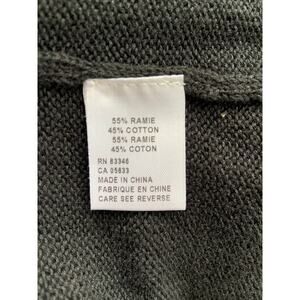 55% RAMIE
45% COTTON
55% RAMIE
45% COTON
RN 83346
CA 05633
MADE IN CHINA
FABRIQUE EN CHINE
CARE SEE REVERSE